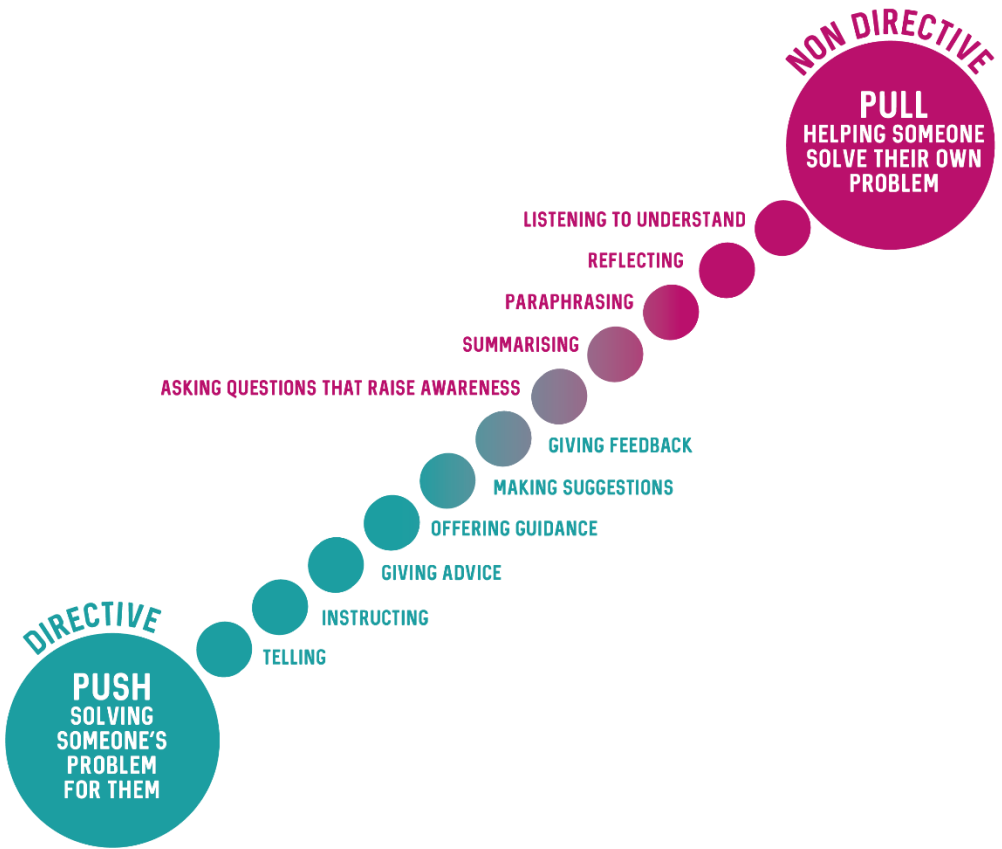 NON DIRECTIVE
PULL
HELPING SOMEONE
SOLVE THEIR OWN
PROBLEM
LISTENING TO UNDERSTAND
REFLECTING
PARAPHRASING
SUMMARISING
ASKING QUESTIONS THAT RAISE AWARENESS
GIVING FEEDBACK
MAKING SUGGESTIONS
OFFERING GUIDANCE
GIVING ADVICE
INSTRUCTING
TELLING
DIRECTIVE
PUSH
SOLVING
SOMEONE'S
PROBLEM
FOR THEM